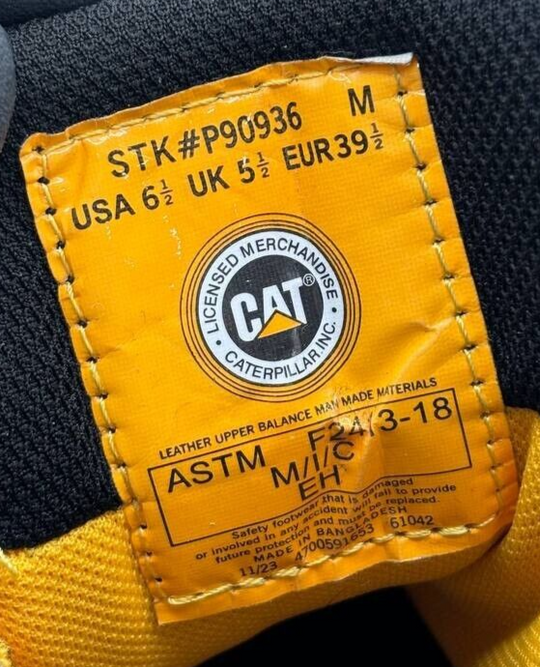 STK#P90936 M
USA 6½ UK 5½ EUR 39½
LICENSED MERCHANDISE
CAT®
CATERPILLAR INC.
LEATHER UPPER BALANCE MAN MADE MATERIALS
ASTM F2413-18
M/I/C
EH
Safety footwear that is damaged
or involved in any accident will fail to provide
future protection and must be replaced.
MADE IN BANGLADESH
11/23 4700591653 61042